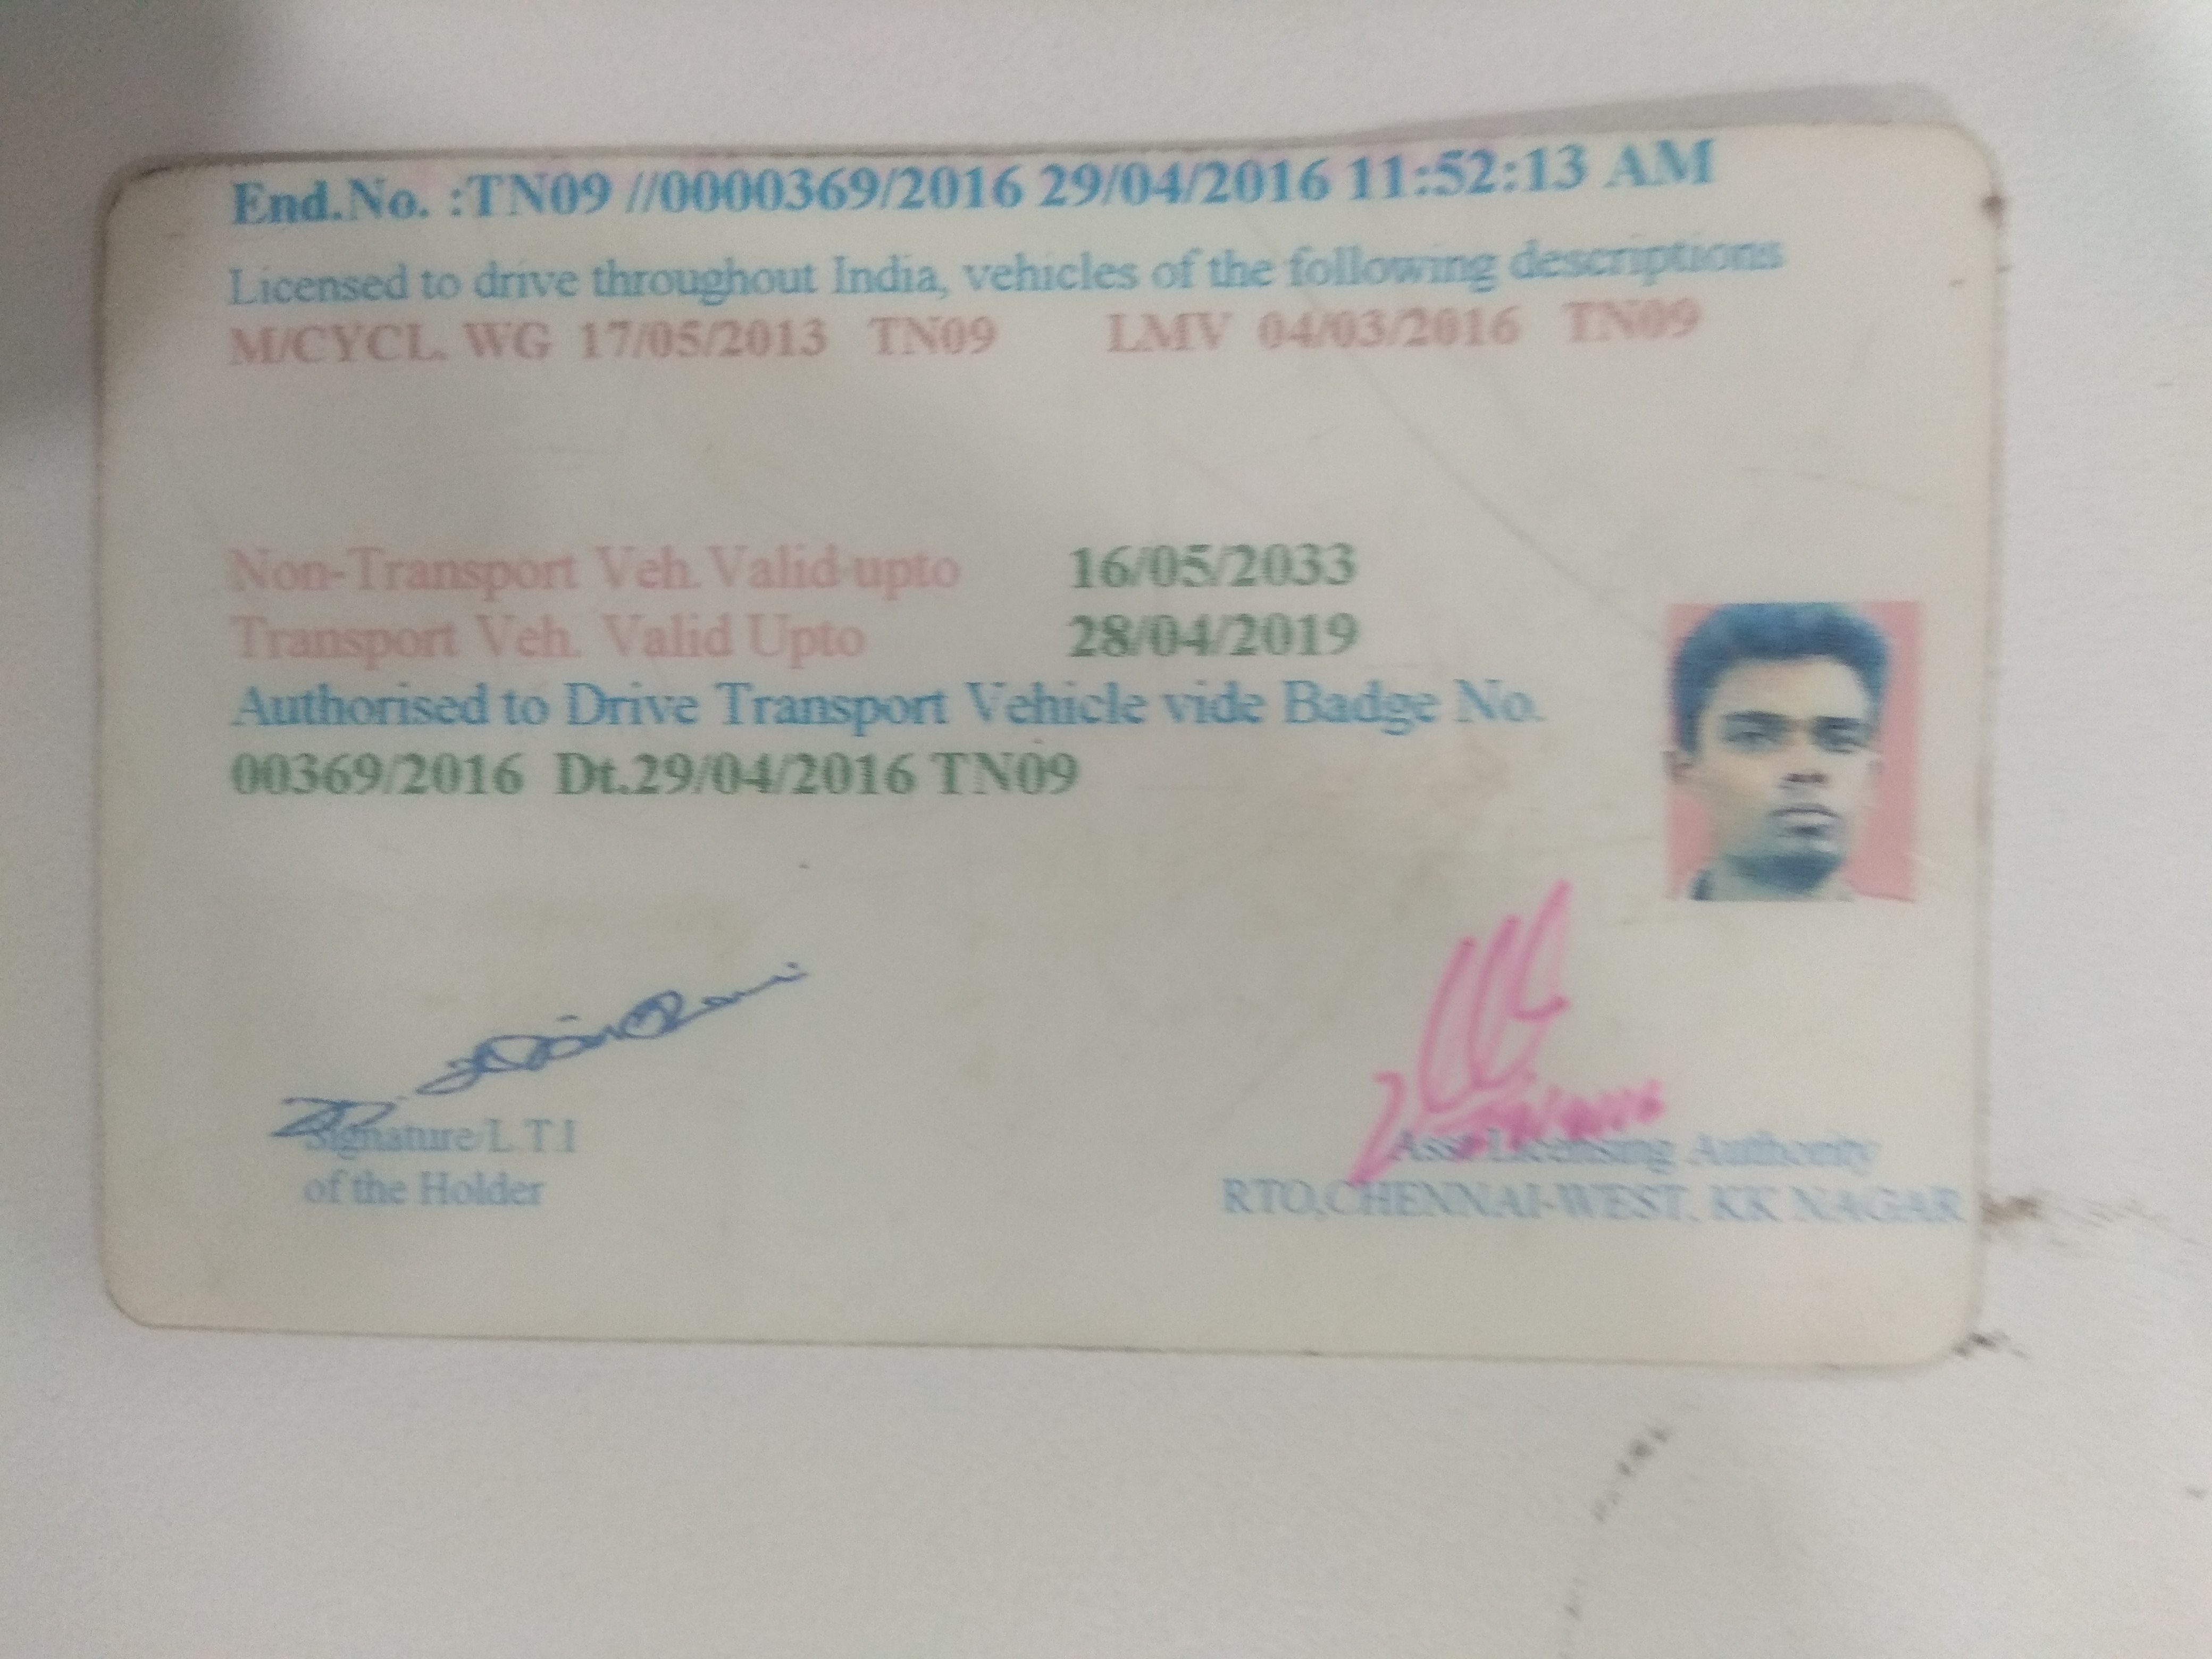 End.No. :TN09 //0000369/2016 29/04/2016 11:52:13 AM
Licensed to drive throughout India, vehicles of the following descriptions
M/CYCL. WG 17/05/2013 TN09 LMV 04/03/2016 TN09
Non-Transport Veh. Valid upto 16/05/2033
Transport Veh. Valid Upto 28/04/2019
Authorised to Drive Transport Vehicle vide Badge No.
00369/2016 Dt.29/04/2016 TN09
Signature/L.T.I
of the Holder
Asst Licensing Authority
RTO,CHENNAI-WEST, KK NAGAR